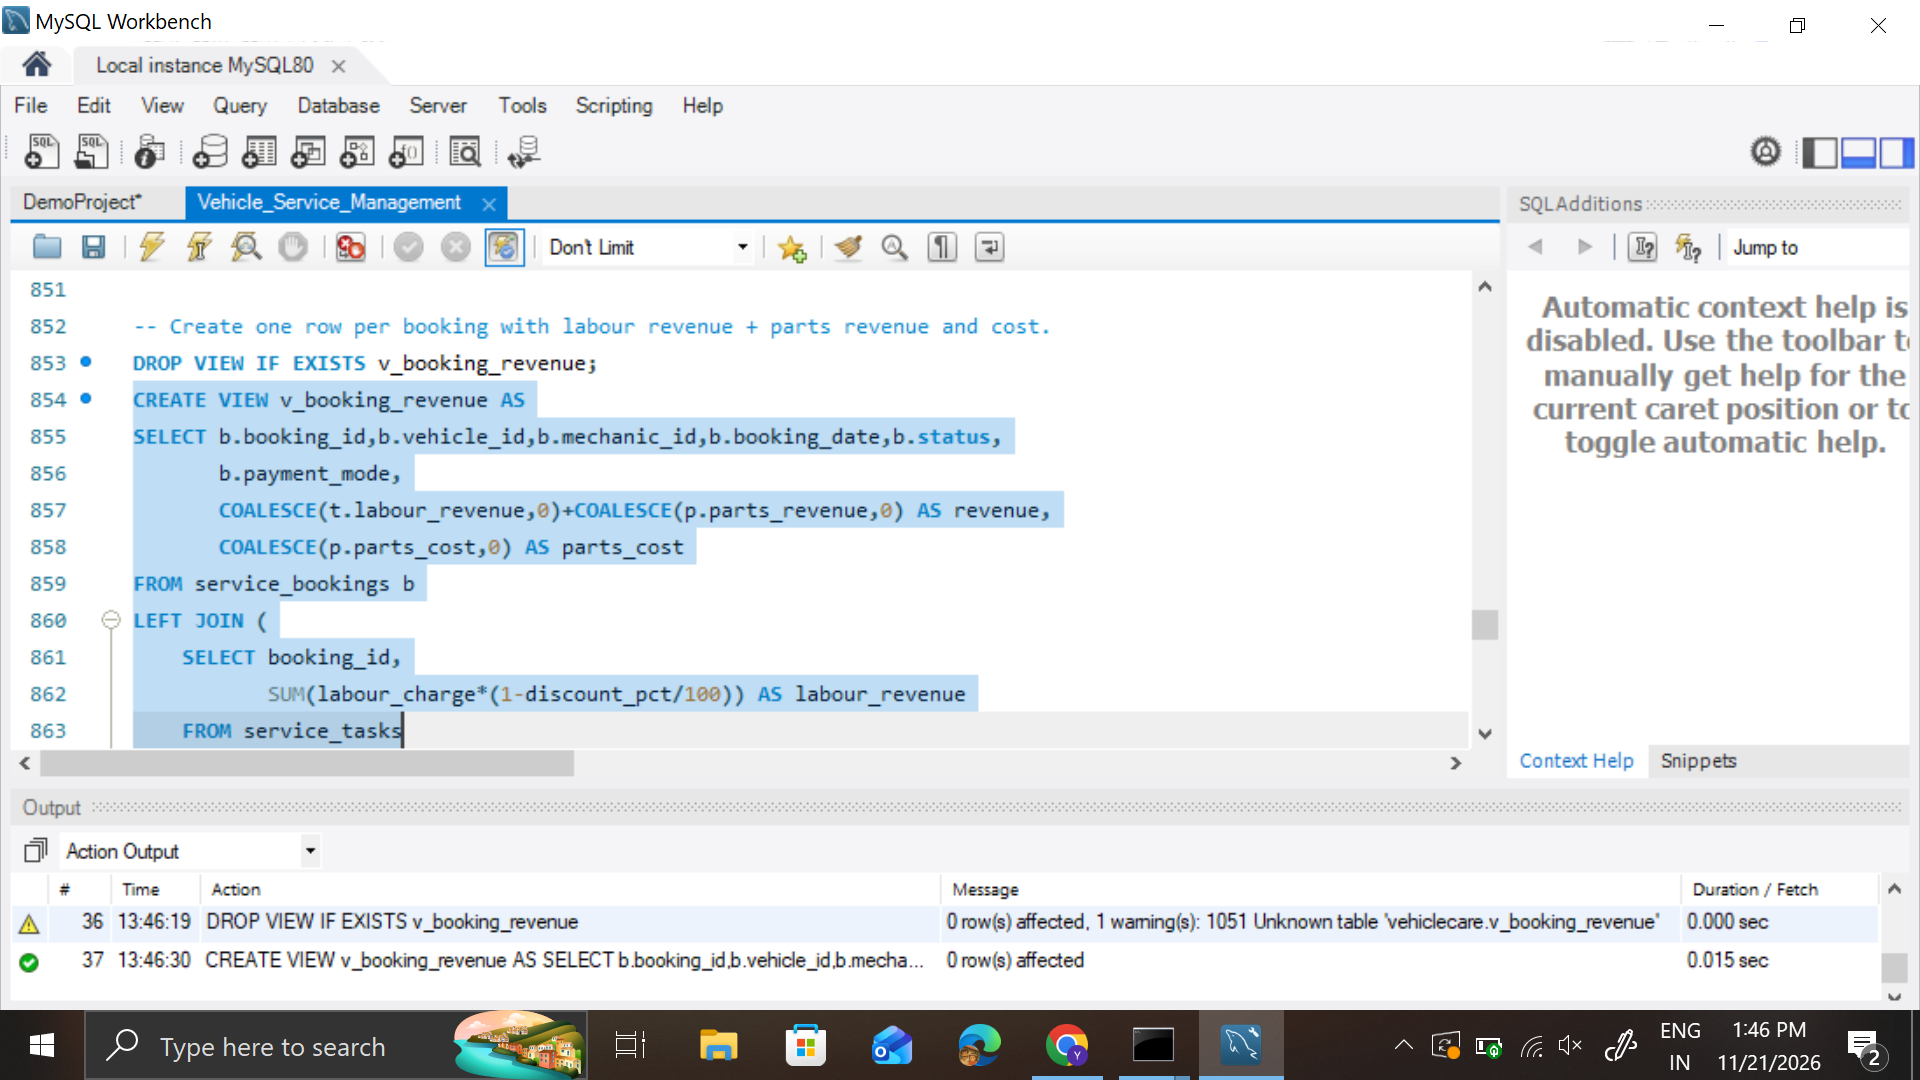 MySQL Workbench
Local instance MySQL80
File Edit View Query Database Server Tools Scripting Help
DemoProject* Vehicle_Service_Management
SQLAdditions
Don't Limit
Jump to
851
852 -- Create one row per booking with labour revenue + parts revenue and cost.
853 DROP VIEW IF EXISTS v_booking_revenue;
854 CREATE VIEW v_booking_revenue AS
855 SELECT b.booking_id,b.vehicle_id,b.mechanic_id,b.booking_date,b.status,
856 b.payment_mode,
857 COALESCE(t.labour_revenue,0)+COALESCE(p.parts_revenue,0) AS revenue,
858 COALESCE(p.parts_cost,0) AS parts_cost
859 FROM service_bookings b
860 LEFT JOIN (
861 SELECT booking_id,
862 SUM(labour_charge*(1-discount_pct/100)) AS labour_revenue
863 FROM service_tasks
Automatic context help is
disabled. Use the toolbar t
manually get help for the
current caret position or to
toggle automatic help.
Context Help Snippets
Output
Action Output
# Time Action Message Duration / Fetch
36 13:46:19 DROP VIEW IF EXISTS v_booking_revenue 0 row(s) affected, 1 warning(s): 1051 Unknown table 'vehiclecare.v_booking_revenue' 0.000 sec
37 13:46:30 CREATE VIEW v_booking_revenue AS SELECT b.booking_id,b.vehicle_id,b.mecha... 0 row(s) affected 0.015 sec
Type here to search
ENG
IN
1:46 PM
11/21/2026
2